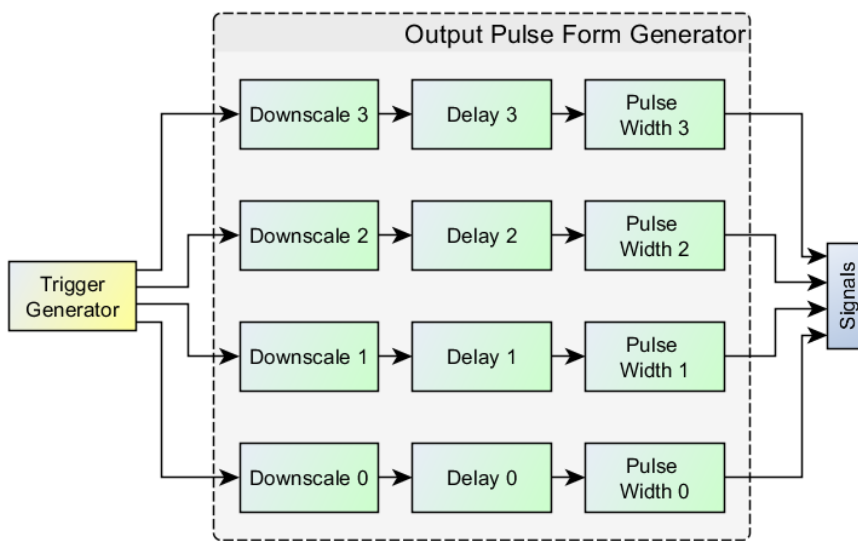 Output Pulse Form Generator
Downscale 3
Delay 3
Pulse
Width 3
Downscale 2
Delay 2
Pulse
Width 2
Trigger
Generator
Signals
Downscale 1
Delay 1
Pulse
Width 1
Downscale 0
Delay 0
Pulse
Width 0